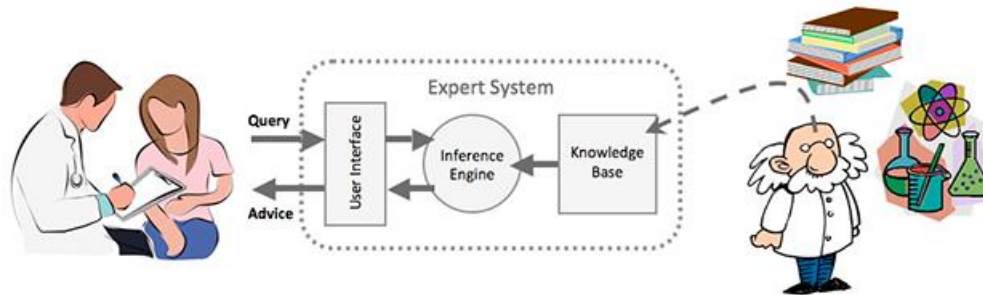 Expert System
Query
Advice
User Interface
Inference
Engine
Knowledge
Base